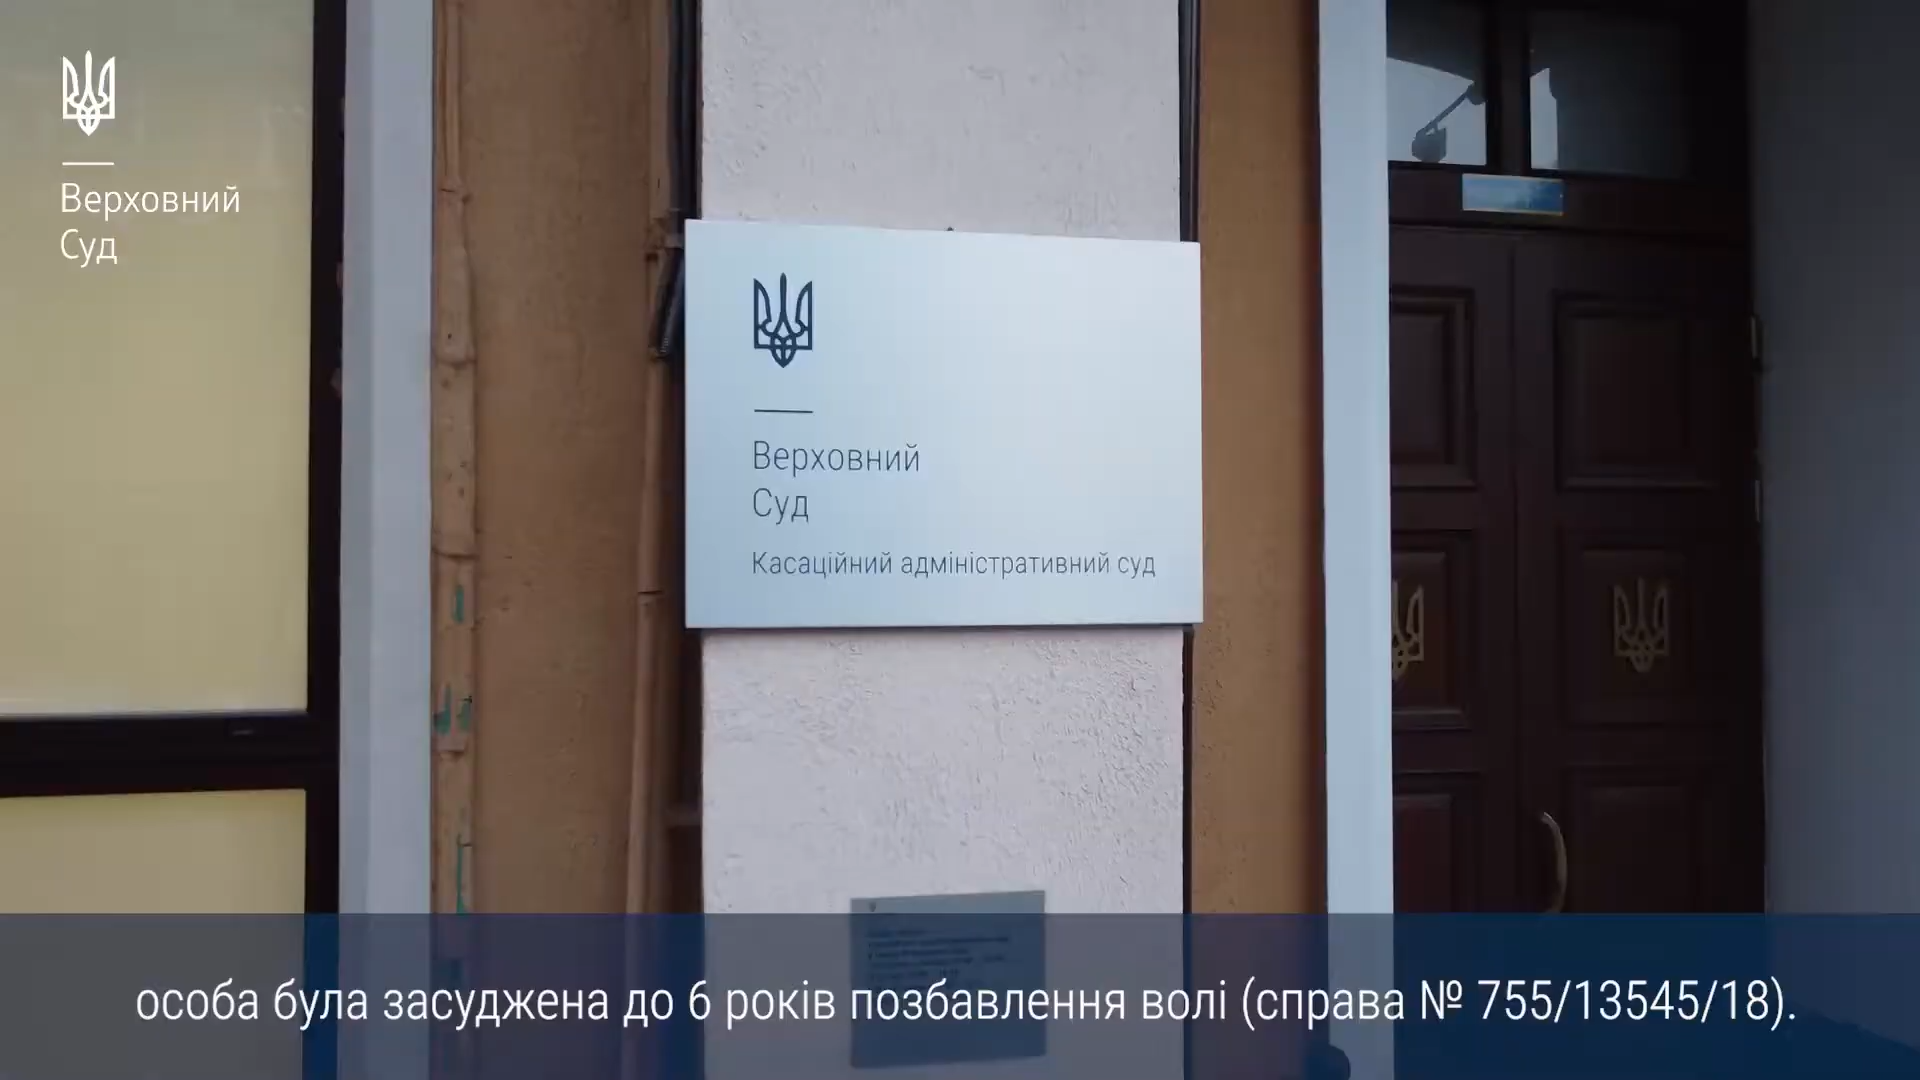 Верховний
Суд
Верховний
Суд
Касаційний адміністративний суд
особа була засуджена до 6 років позбавлення волі (справа № 755/13545/18).